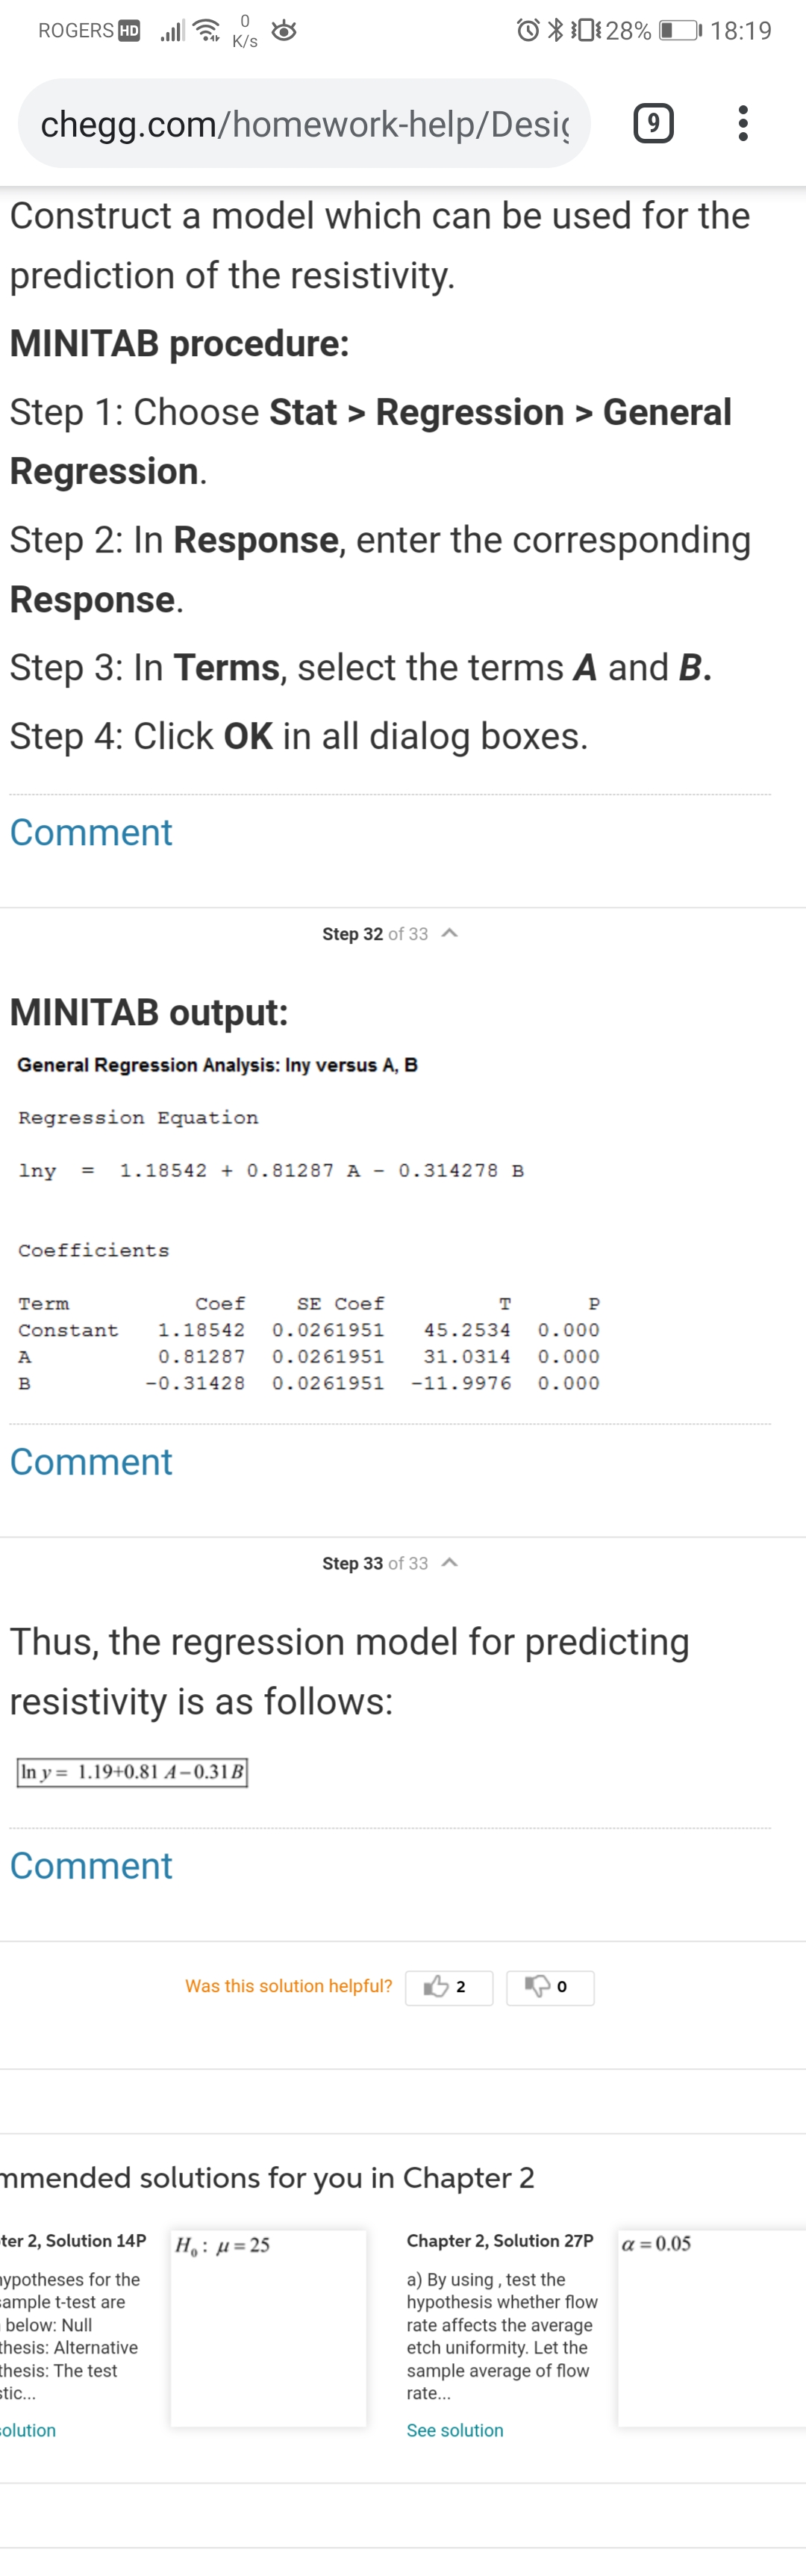 ROGERS HD 0 K/s 28% 18:19
chegg.com/homework-help/Desig
9
Construct a model which can be used for the
prediction of the resistivity.
MINITAB procedure:
Step 1: Choose Stat > Regression > General
Regression.
Step 2: In Response, enter the corresponding
Response.
Step 3: In Terms, select the terms A and B.
Step 4: Click OK in all dialog boxes.
Comment
Step 32 of 33
MINITAB output:
General Regression Analysis: lny versus A, B
Regression Equation
lny = 1.18542 + 0.81287 A - 0.314278 B
Coefficients
Term Coef SE Coef T P
Constant 1.18542 0.0261951 45.2534 0.000
A 0.81287 0.0261951 31.0314 0.000
B -0.31428 0.0261951 -11.9976 0.000
Comment
Step 33 of 33
Thus, the regression model for predicting
resistivity is as follows:
ln y = 1.19+0.81 A−0.31B
Comment
Was this solution helpful? 2 0
mmended solutions for you in Chapter 2
ter 2, Solution 14P
ypotheses for the
ample t-test are
below: Null
thesis: Alternative
thesis: The test
stic...
solution
H₀ : μ = 25
Chapter 2, Solution 27P
a) By using , test the
hypothesis whether flow
rate affects the average
etch uniformity. Let the
sample average of flow
rate...
See solution
α = 0.05